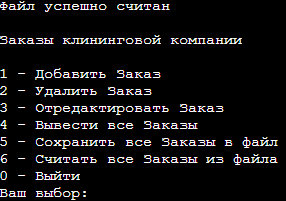 Файл успешно считан
Заказы клининговой компании
1 - Добавить Заказ
2 - Удалить Заказ
3 - Отредактировать Заказ
4 - Вывести все Заказы
5 - Сохранить все Заказы в файл
6 - Считать все Заказы из файла
0 - Выйти
Ваш выбор: